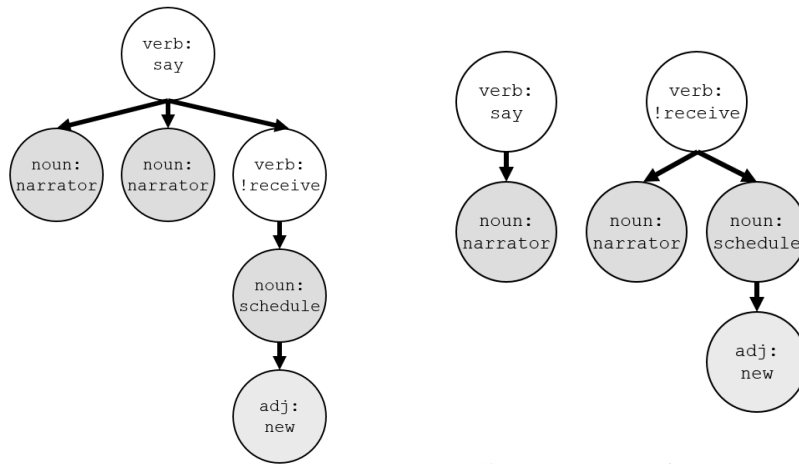 verb:
say
noun:
narrator
noun:
narrator
verb:
!receive
noun:
schedule
adj:
new
verb:
say
noun:
narrator
verb:
!receive
noun:
narrator
noun:
schedule
adj:
new